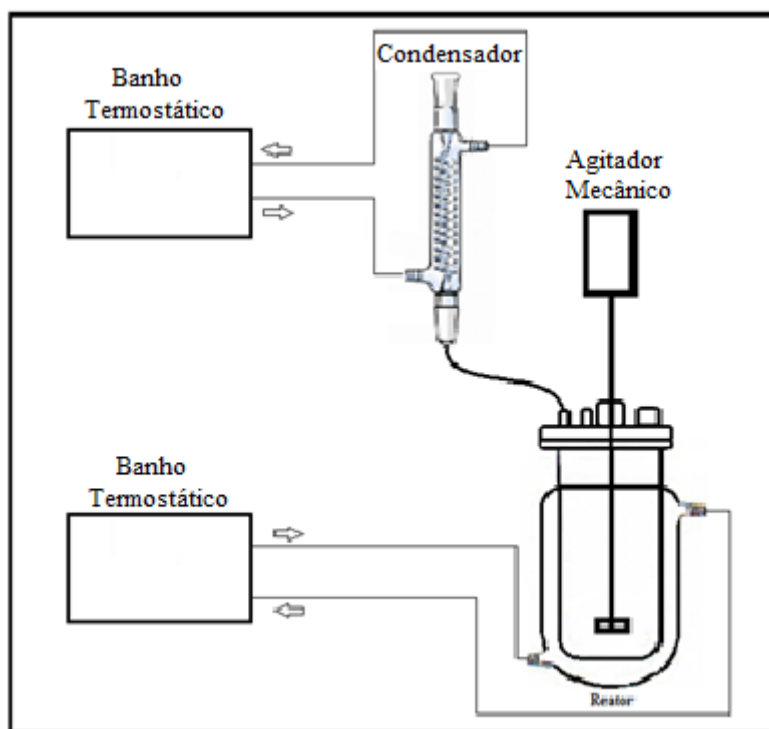 Condensador
Banho
Termostático
Agitador
Mecânico
Banho
Termostático
Reator